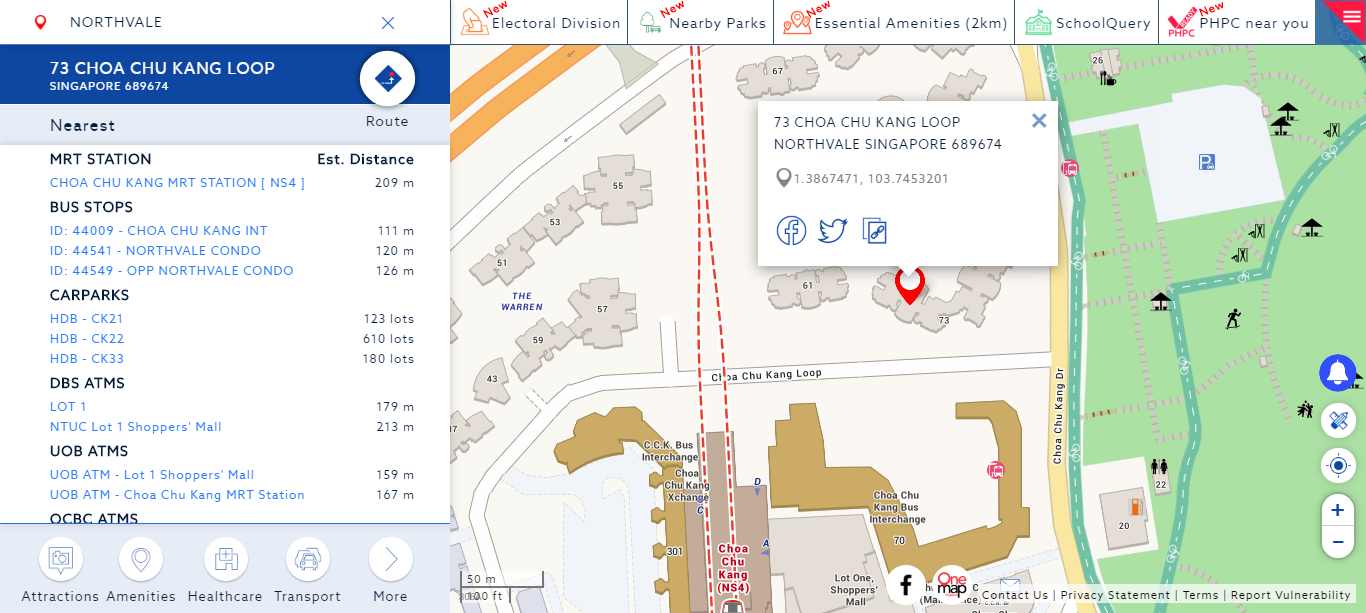 NORTHVALE
New
Electoral Division
New
Nearby Parks
New
Essential Amenities (2km)
SchoolQuery
READY
PHPC
New
PHPC near you
73 CHOA CHU KANG LOOP
SINGAPORE 689674
Nearest
Route
MRT STATION
Est. Distance
CHOA CHU KANG MRT STATION [ NS4 ]
209 m
BUS STOPS
ID: 44009 - CHOA CHU KANG INT
111 m
ID: 44541 - NORTHVALE CONDO
120 m
ID: 44549 - OPP NORTHVALE CONDO
126 m
CARPARKS
HDB - CK21
123 lots
HDB - CK22
610 lots
HDB - CK33
180 lots
DBS ATMS
LOT 1
179 m
NTUC Lot 1 Shoppers' Mall
213 m
UOB ATMS
UOB ATM - Lot 1 Shoppers' Mall
159 m
UOB ATM - Choa Chu Kang MRT Station
167 m
OCBC ATMS
Attractions
Amenities
Healthcare
Transport
More
73 CHOA CHU KANG LOOP
NORTHVALE SINGAPORE 689674
1.3867471, 103.7453201
67
26
55
53
51
THE
WARREN
57
59
43
37
61
73
Choa Chu Kang Loop
Choa Chu Kang Dr
C.C.K. Bus
Interchange
Choa
Chu Kang
Xchange
C
D
A
Choa Chu
Kang Bus
Interchange
70
301
Choa
Chu
Kang
(NS4)
Lot One,
Shoppers'
Mall
22
20
P
50 m
100 ft
f
One
map
+
−
Contact Us | Privacy Statement | Terms | Report Vulnerability